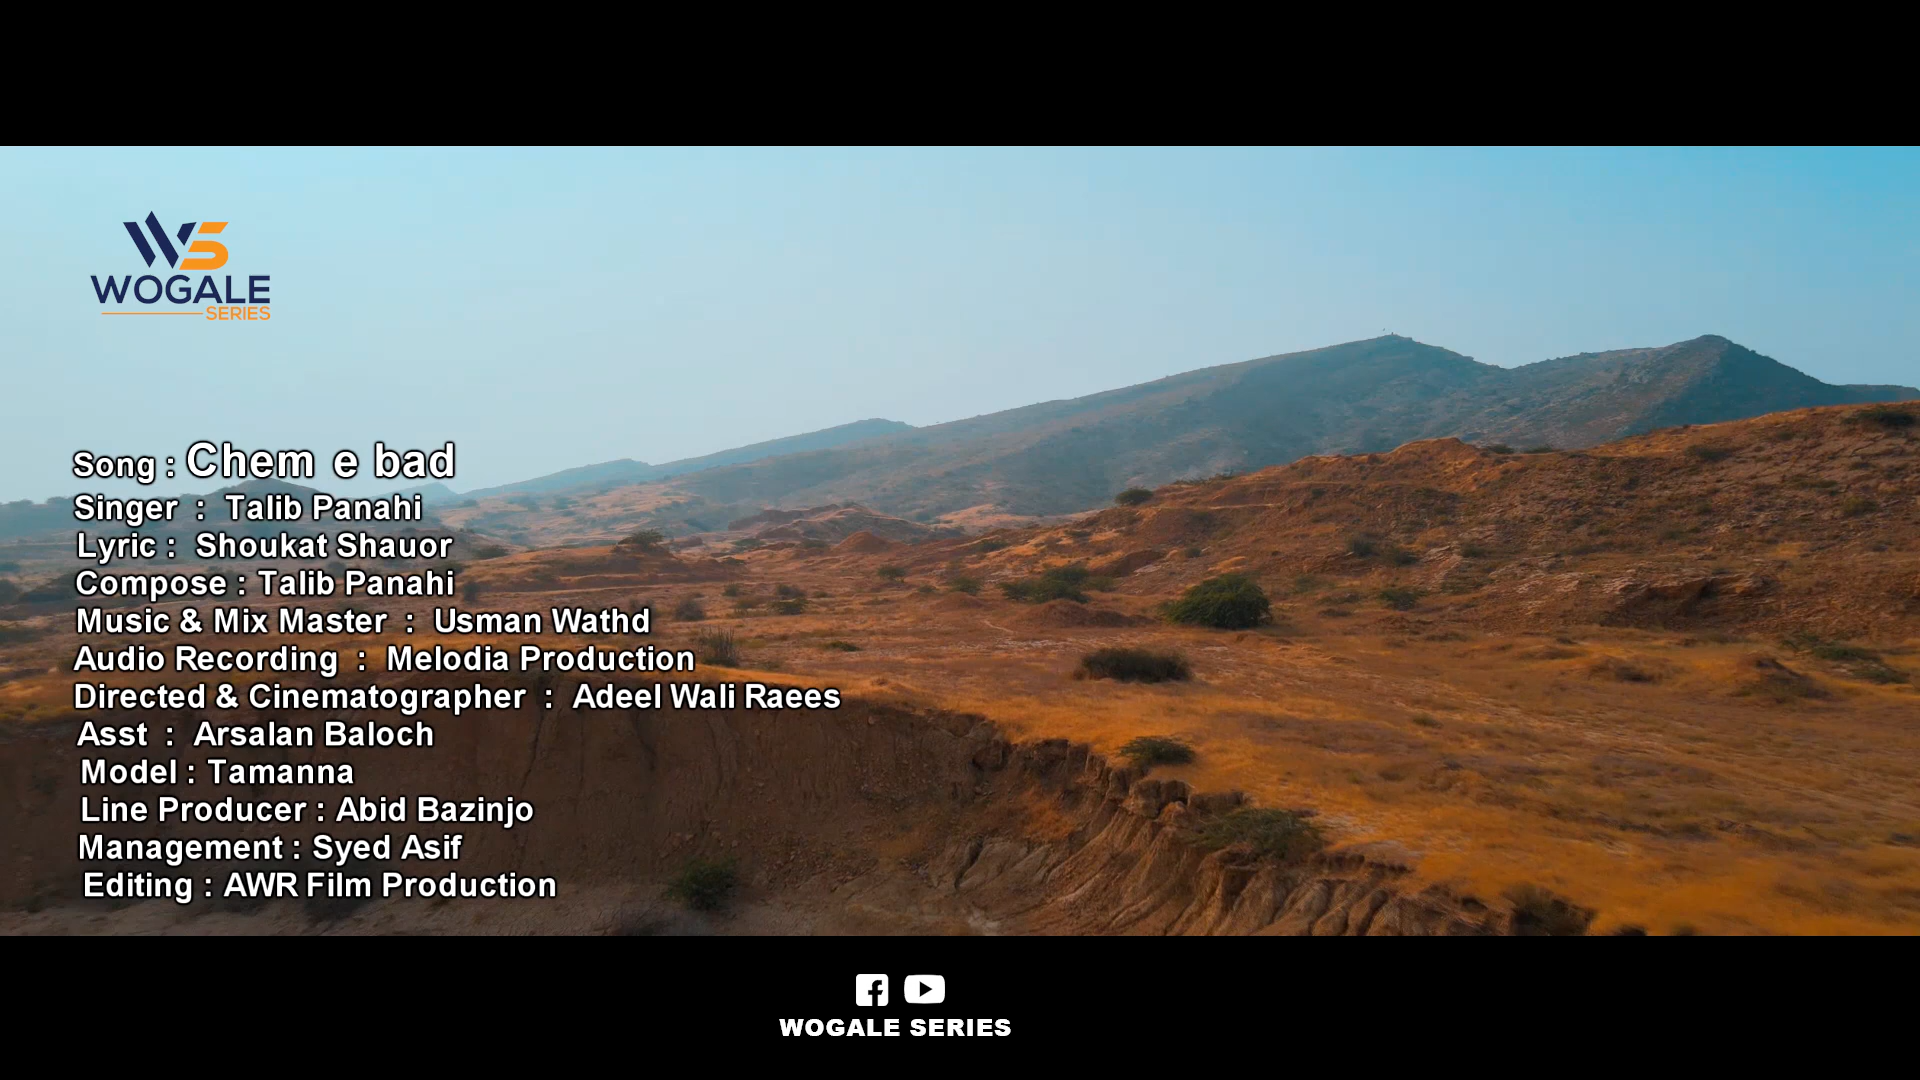 WS
WOGALE
SERIES
Song : Chem e bad
Singer : Talib Panahi
Lyric : Shoukat Shauor
Compose : Talib Panahi
Music & Mix Master : Usman Wathd
Audio Recording : Melodia Production
Directed & Cinematographer : Adeel Wali Raees
Asst : Arsalan Baloch
Model : Tamanna
Line Producer : Abid Bazinjo
Management : Syed Asif
Editing : AWR Film Production
WOGALE SERIES